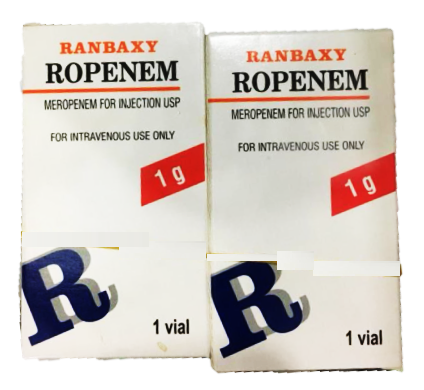 RANBAXY
ROPENEM
MEROPENEM FOR INJECTION USP
FOR INTRAVENOUS USE ONLY
1 g
R
1 vial
RANBAXY
ROPENEM
MEROPENEM FOR INJECTION USP
FOR INTRAVENOUS USE ONLY
1 g
R
1 vial